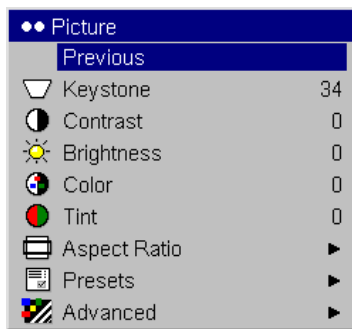 Picture
Previous
Keystone 34
Contrast 0
Brightness 0
Color 0
Tint 0
Aspect Ratio
Presets
Advanced